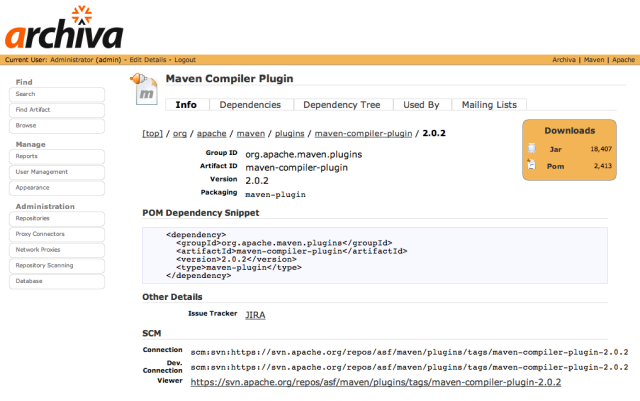 archiva
Current User: Administrator (admin) - Edit Details - Logout
Archiva | Maven | Apache
Find
Search
Find Artifact
Browse
Manage
Reports
User Management
Appearance
Administration
Repositories
Proxy Connectors
Network Proxies
Repository Scanning
Database
m
Maven Compiler Plugin
Info
Dependencies
Dependency Tree
Used By
Mailing Lists
[top] / org / apache / maven / plugins / maven-compiler-plugin / 2.0.2
Group ID org.apache.maven.plugins
Artifact ID maven-compiler-plugin
Version 2.0.2
Packaging maven-plugin
Downloads
Jar 18,407
Pom 2,413
POM Dependency Snippet
<dependency>
<groupId>org.apache.maven.plugins</groupId>
<artifactId>maven-compiler-plugin</artifactId>
<version>2.0.2</version>
<type>maven-plugin</type>
</dependency>
Other Details
Issue Tracker JIRA
SCM
Connection scm:svn:https://svn.apache.org/repos/asf/maven/plugins/tags/maven-compiler-plugin-2.0.2
Dev. Connection scm:svn:https://svn.apache.org/repos/asf/maven/plugins/tags/maven-compiler-plugin-2.0.2
Viewer https://svn.apache.org/repos/asf/maven/plugins/tags/maven-compiler-plugin-2.0.2